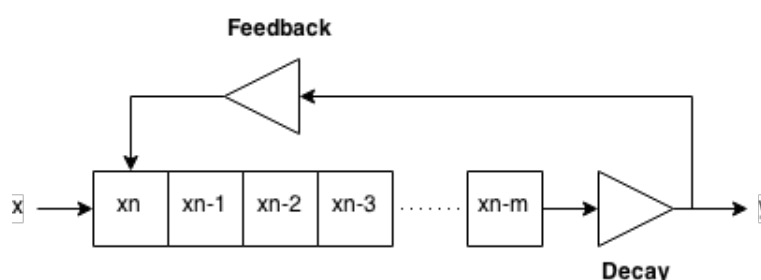 Feedback
x xn xn-1 xn-2 xn-3 ....... xn-m
Decay